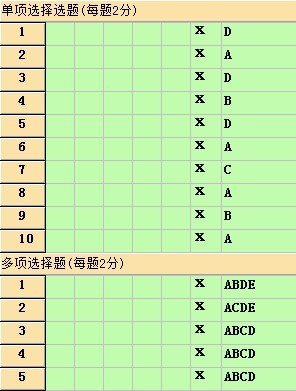 单项选择选题(每题2分)
1 X D
2 X A
3 X D
4 X B
5 X D
6 X A
7 X C
8 X A
9 X B
10 X A
多项选择题(每题2分)
1 X ABDE
2 X ACDE
3 X ABCD
4 X ABCD
5 X ABCD